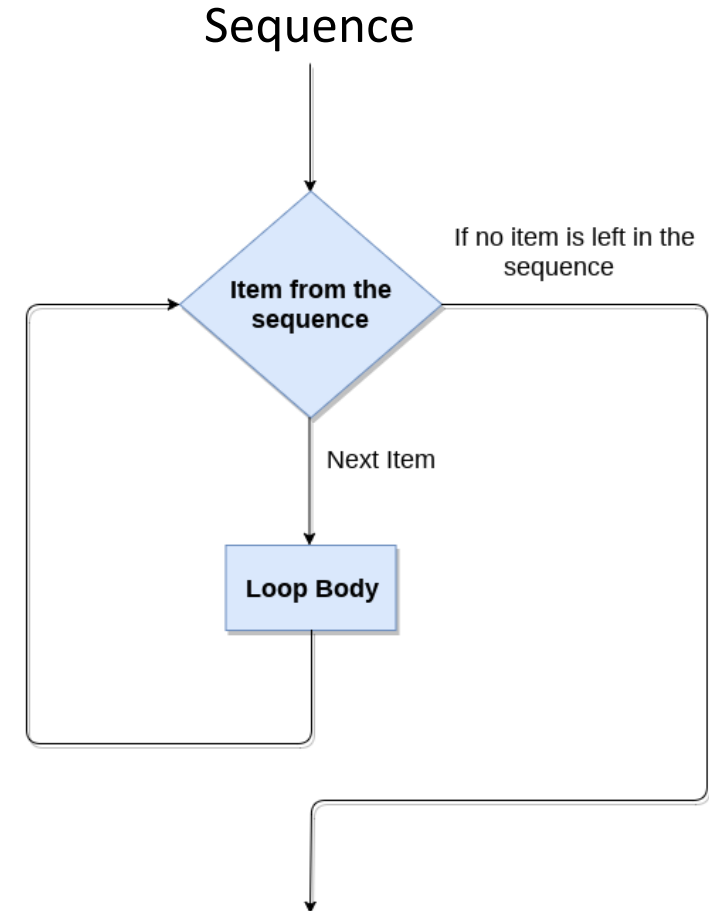 Sequence
If no item is left in the
sequence
Item from the
sequence
Next Item
Loop Body